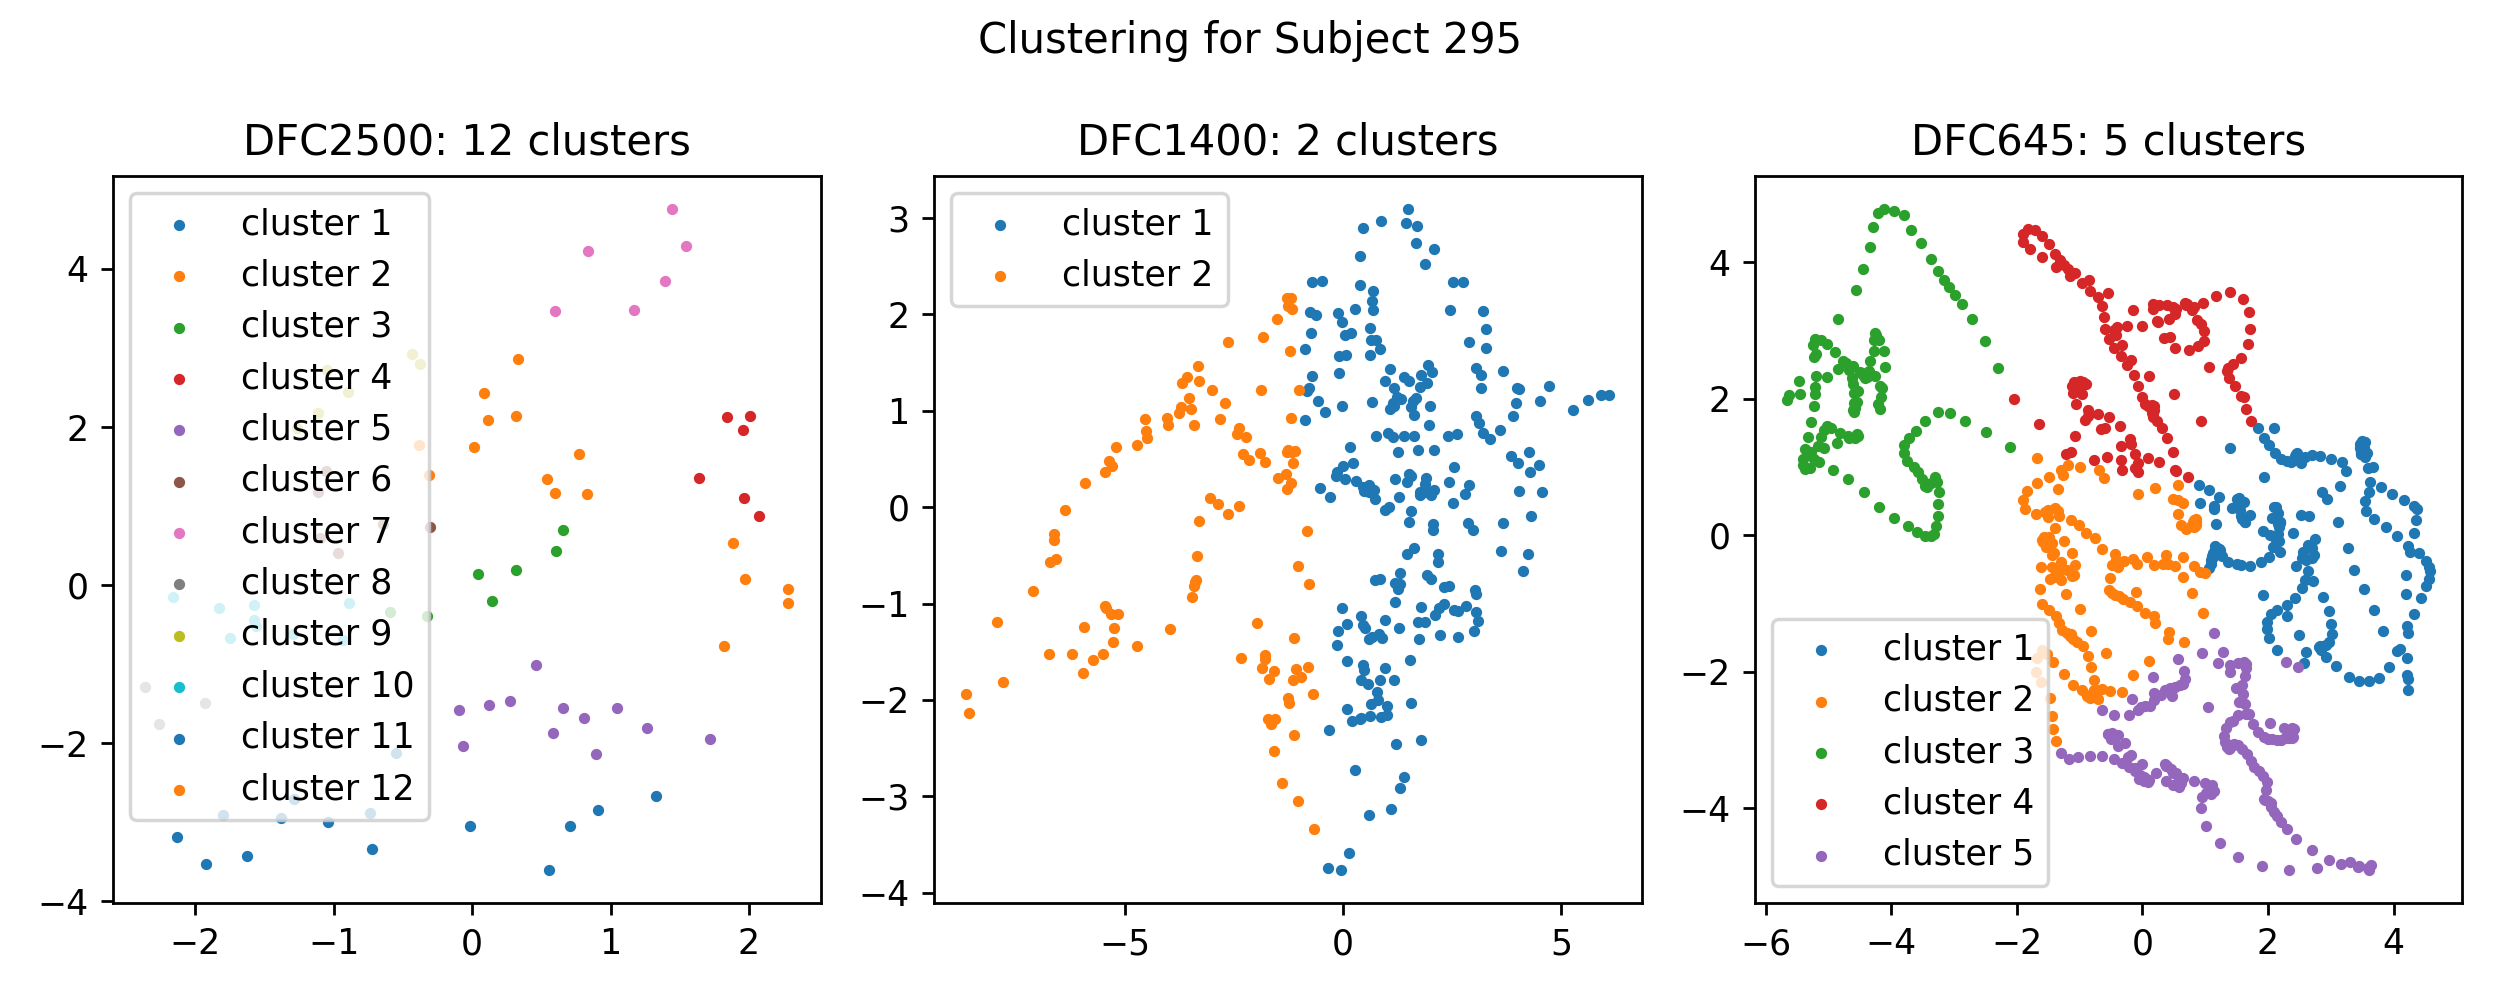 Clustering for Subject 295
DFC2500: 12 clusters
4
2
0
−2
−4
−2
−1
0
1
2
cluster 1
cluster 2
cluster 3
cluster 4
cluster 5
cluster 6
cluster 7
cluster 8
cluster 9
cluster 10
cluster 11
cluster 12
DFC1400: 2 clusters
3
2
1
0
−1
−2
−3
−4
−5
0
5
cluster 1
cluster 2
DFC645: 5 clusters
4
2
0
−2
−4
−6
−4
−2
0
2
4
cluster 1
cluster 2
cluster 3
cluster 4
cluster 5